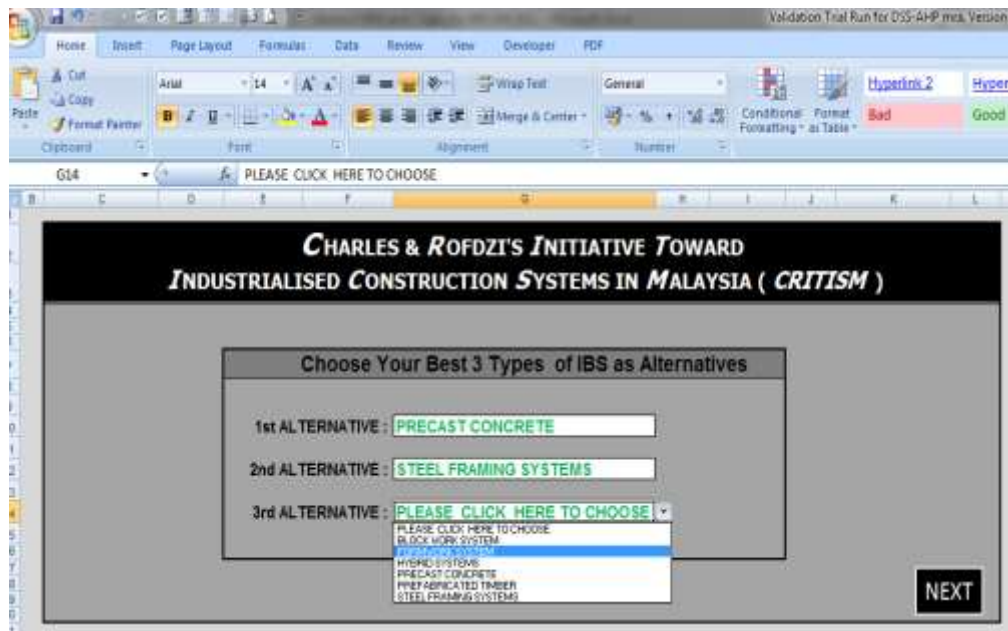 Validation Trial Run for DSS-AHP mra. Version
Home Insert Page Layout Formulas Data Review View Developer PDF
Cut
Copy
Format Painter
Paste
Arial 14
Wrap Text
Merge & Center
General
Conditional Formatting
Format as Table
Hyperlink 2
Hyper
Bad
Good
Clipboard Font Alignment Number
G14 PLEASE CLICK HERE TO CHOOSE
B C D E F G H I J K L
CHARLES & ROFDZI'S INITIATIVE TOWARD
INDUSTRIALISED CONSTRUCTION SYSTEMS IN MALAYSIA ( CRITISM )
Choose Your Best 3 Types of IBS as Alternatives
1st ALTERNATIVE : PRECAST CONCRETE
2nd ALTERNATIVE : STEEL FRAMING SYSTEMS
3rd ALTERNATIVE : PLEASE CLICK HERE TO CHOOSE
PLEASE CLICK HERE TO CHOOSE
BLOCK WORK SYSTEM
FORMWORK SYSTEM
HYBRID SYSTEMS
PRECAST CONCRETE
PREFABRICATED TIMBER
STEEL FRAMING SYSTEMS
NEXT